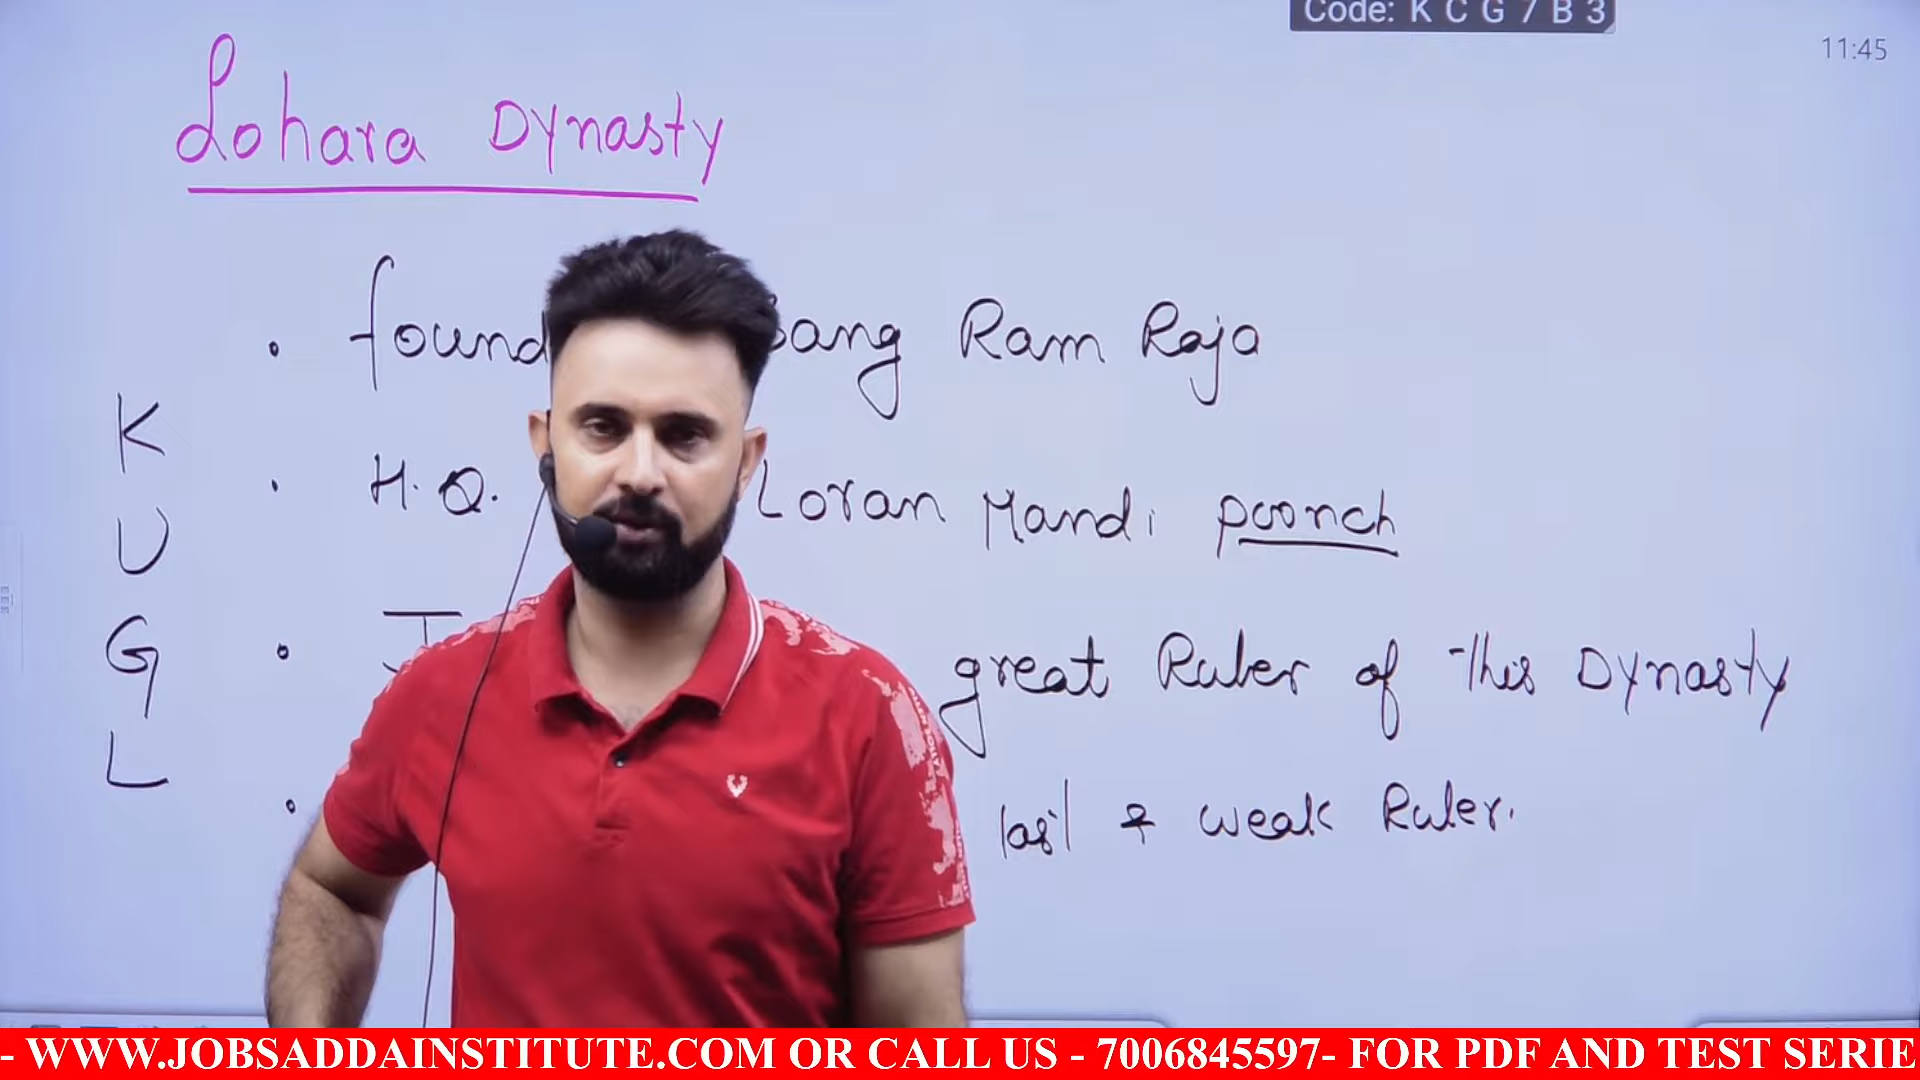 Code: K C G 7 B 3
11:45
Lohara Dynasty
. found ang Ram Raja
K
. H.Q. Loran Mandi poonch
U
G
. great Ruler of this Dynasty
L
. last & weak Ruler.
- WWW.JOBSADDAINSTITUTE.COM OR CALL US - 7006845597- FOR PDF AND TEST SERIE